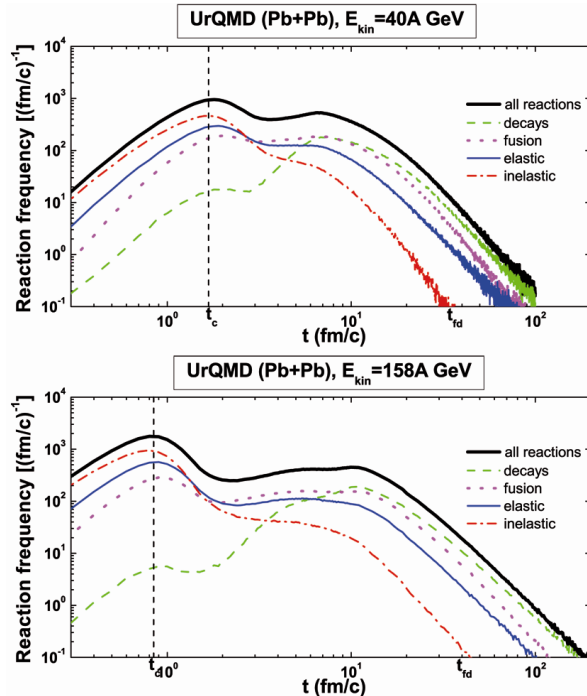 UrQMD (Pb+Pb), E_kin=40A GeV
Reaction frequency [(fm/c)^-1]
10^4
10^3
10^2
10^1
10^0
10^-1
all reactions
decays
fusion
elastic
inelastic
10^0
10^1
10^2
t_c
t_fd
t (fm/c)
UrQMD (Pb+Pb), E_kin=158A GeV
Reaction frequency [(fm/c)^-1]
10^4
10^3
10^2
10^1
10^0
10^-1
all reactions
decays
fusion
elastic
inelastic
10^0
10^1
10^2
t_fd
t (fm/c)